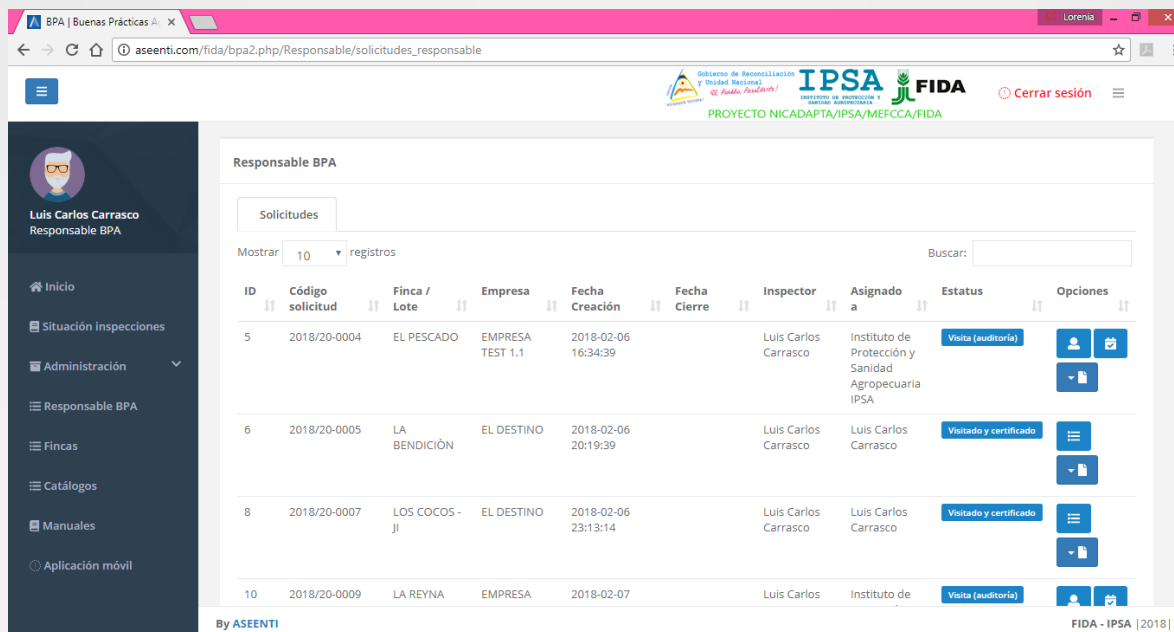 BPA | Buenas Prácticas A
Lorenia
aseenti.com/fida/bpa2.php/Responsable/solicitudes_responsable
Gobierno de Reconciliación
y Unidad Nacional
El Pueblo, Presidente!
IPSA
INSTITUTO DE PROTECCIÓN Y
SANIDAD AGROPECUARIA
FIDA
PROYECTO NICADAPTA/IPSA/MEFCCA/FIDA
Cerrar sesión
Luis Carlos Carrasco
Responsable BPA
Inicio
Situación inspecciones
Administración
Responsable BPA
Fincas
Catálogos
Manuales
Aplicación móvil
Responsable BPA
Solicitudes
Mostrar 10 registros
Buscar:
ID Código solicitud Finca / Lote Empresa Fecha Creación Fecha Cierre Inspector Asignado a Estatus Opciones
5 2018/20-0004 EL PESCADO EMPRESA TEST 1.1 2018-02-06 16:34:39 Luis Carlos Carrasco Instituto de Protección y Sanidad Agropecuaria IPSA Visita (auditoría)
6 2018/20-0005 LA BENDICIÒN EL DESTINO 2018-02-06 20:19:39 Luis Carlos Carrasco Luis Carlos Carrasco Visitado y certificado
8 2018/20-0007 LOS COCOS - JI EL DESTINO 2018-02-06 23:13:14 Luis Carlos Carrasco Luis Carlos Carrasco Visitado y certificado
10 2018/20-0009 LA REYNA EMPRESA 2018-02-07 Luis Carlos Instituto de Visita (auditoría)
By ASEENTI
FIDA - IPSA |2018|